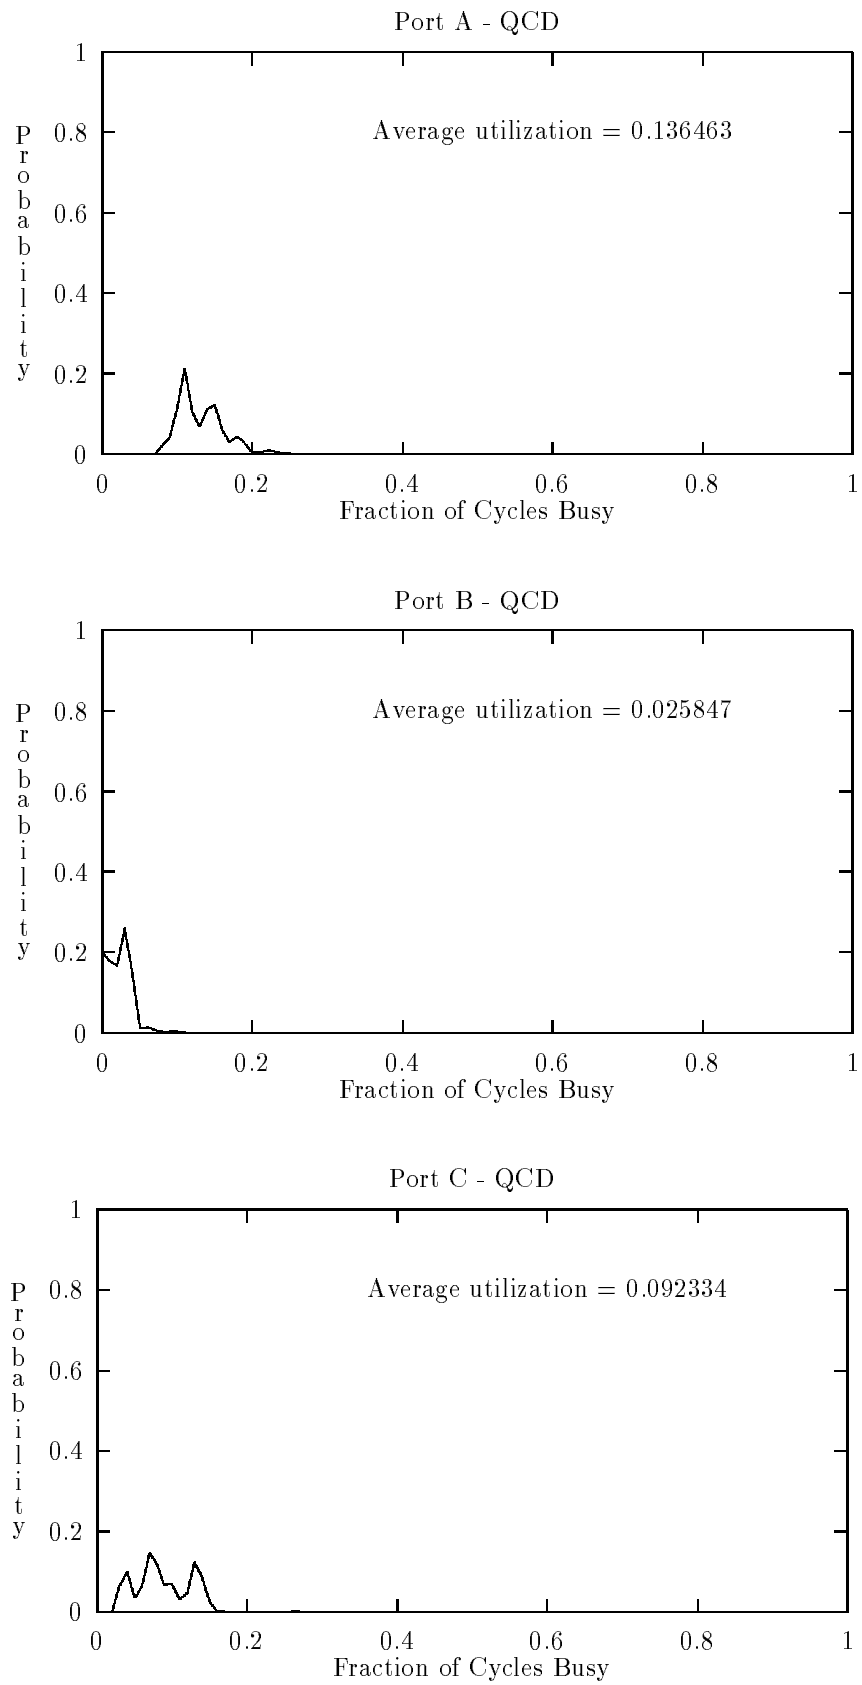 Port A - QCD
1
0.8
0.6
0.4
0.2
0
Probability
Average utilization = 0.136463
0 0.2 0.4 0.6 0.8 1
Fraction of Cycles Busy
Port B - QCD
1
0.8
0.6
0.4
0.2
0
Probability
Average utilization = 0.025847
0 0.2 0.4 0.6 0.8 1
Fraction of Cycles Busy
Port C - QCD
1
0.8
0.6
0.4
0.2
0
Probability
Average utilization = 0.092334
0 0.2 0.4 0.6 0.8 1
Fraction of Cycles Busy